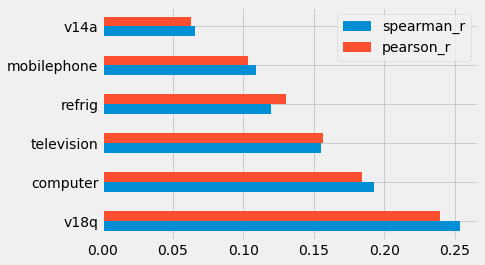 spearman_r
pearson_r
v14a
mobilephone
refrig
television
computer
v18q
0.00 0.05 0.10 0.15 0.20 0.25